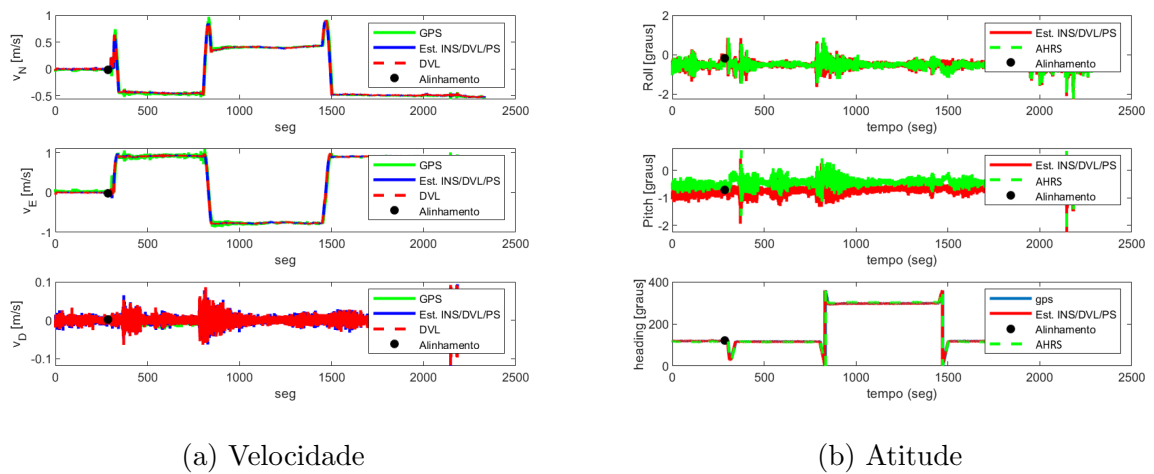 v_N [m/s]
1
0.5
0
-0.5
0 500 1000 1500 2000 2500
seg
GPS
Est. INS/DVL/PS
DVL
Alinhamento
v_E [m/s]
1
0
-1
0 500 1000 1500 2000 2500
seg
GPS
Est. INS/DVL/PS
DVL
Alinhamento
v_D [m/s]
0.1
0
-0.1
0 500 1000 1500 2000 2500
seg
GPS
Est. INS/DVL/PS
DVL
Alinhamento
(a) Velocidade
Roll [graus]
2
0
-2
0 500 1000 1500 2000 2500
tempo (seg)
Est. INS/DVL/PS
AHRS
Alinhamento
Pitch [graus]
0
-1
-2
0 500 1000 1500 2000 2500
tempo (seg)
Est. INS/DVL/PS
AHRS
Alinhamento
heading [graus]
400
200
0
0 500 1000 1500 2000 2500
tempo (seg)
gps
Est. INS/DVL/PS
Alinhamento
AHRS
(b) Atitude